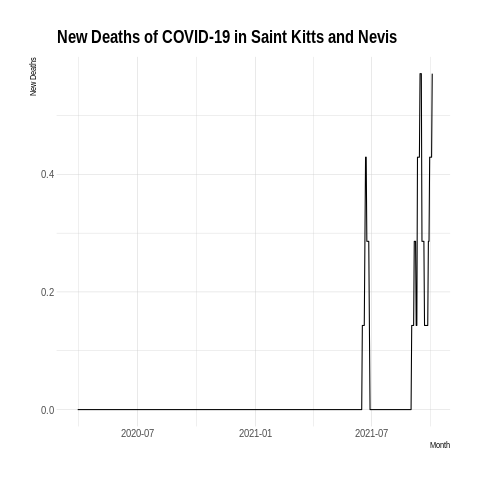 New Deaths of COVID-19 in Saint Kitts and Nevis
New Deaths
0.4
0.2
0.0
2020-07
2021-01
2021-07
Month